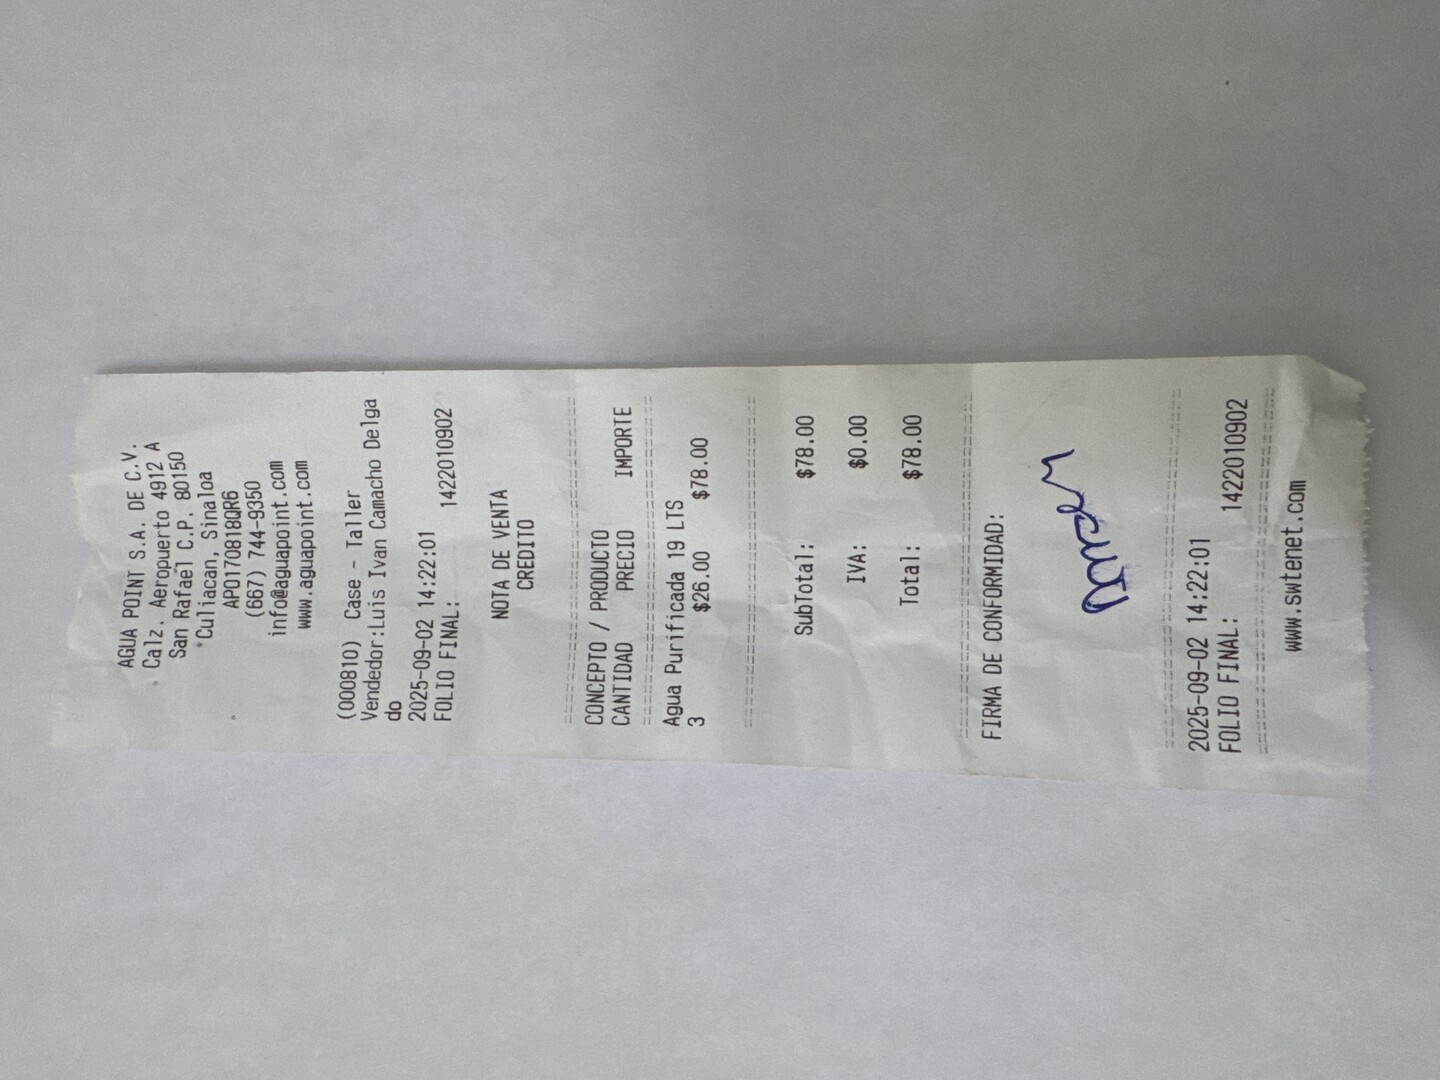 AGUA POINT S.A. DE C.V.
Calz. Aeropuerto 4912 A
San Rafael C.P. 80150
Culiacan, Sinaloa
APO170818QR6
(667) 744-9350
info@aguapoint.com
www.aguapoint.com
(000810) Case - Taller
Vendedor:Luis Ivan Camacho Delga
do
2025-09-02 14:22:01
FOLIO FINAL: 1422010902
NOTA DE VENTA
CREDITO
CONCEPTO / PRODUCTO
CANTIDAD PRECIO IMPORTE
Agua Purificada 19 LTS
3 $26.00 $78.00
SubTotal: $78.00
IVA: $0.00
Total: $78.00
FIRMA DE CONFORMIDAD:
2025-09-02 14:22:01
FOLIO FINAL: 1422010902
www.swtenet.com